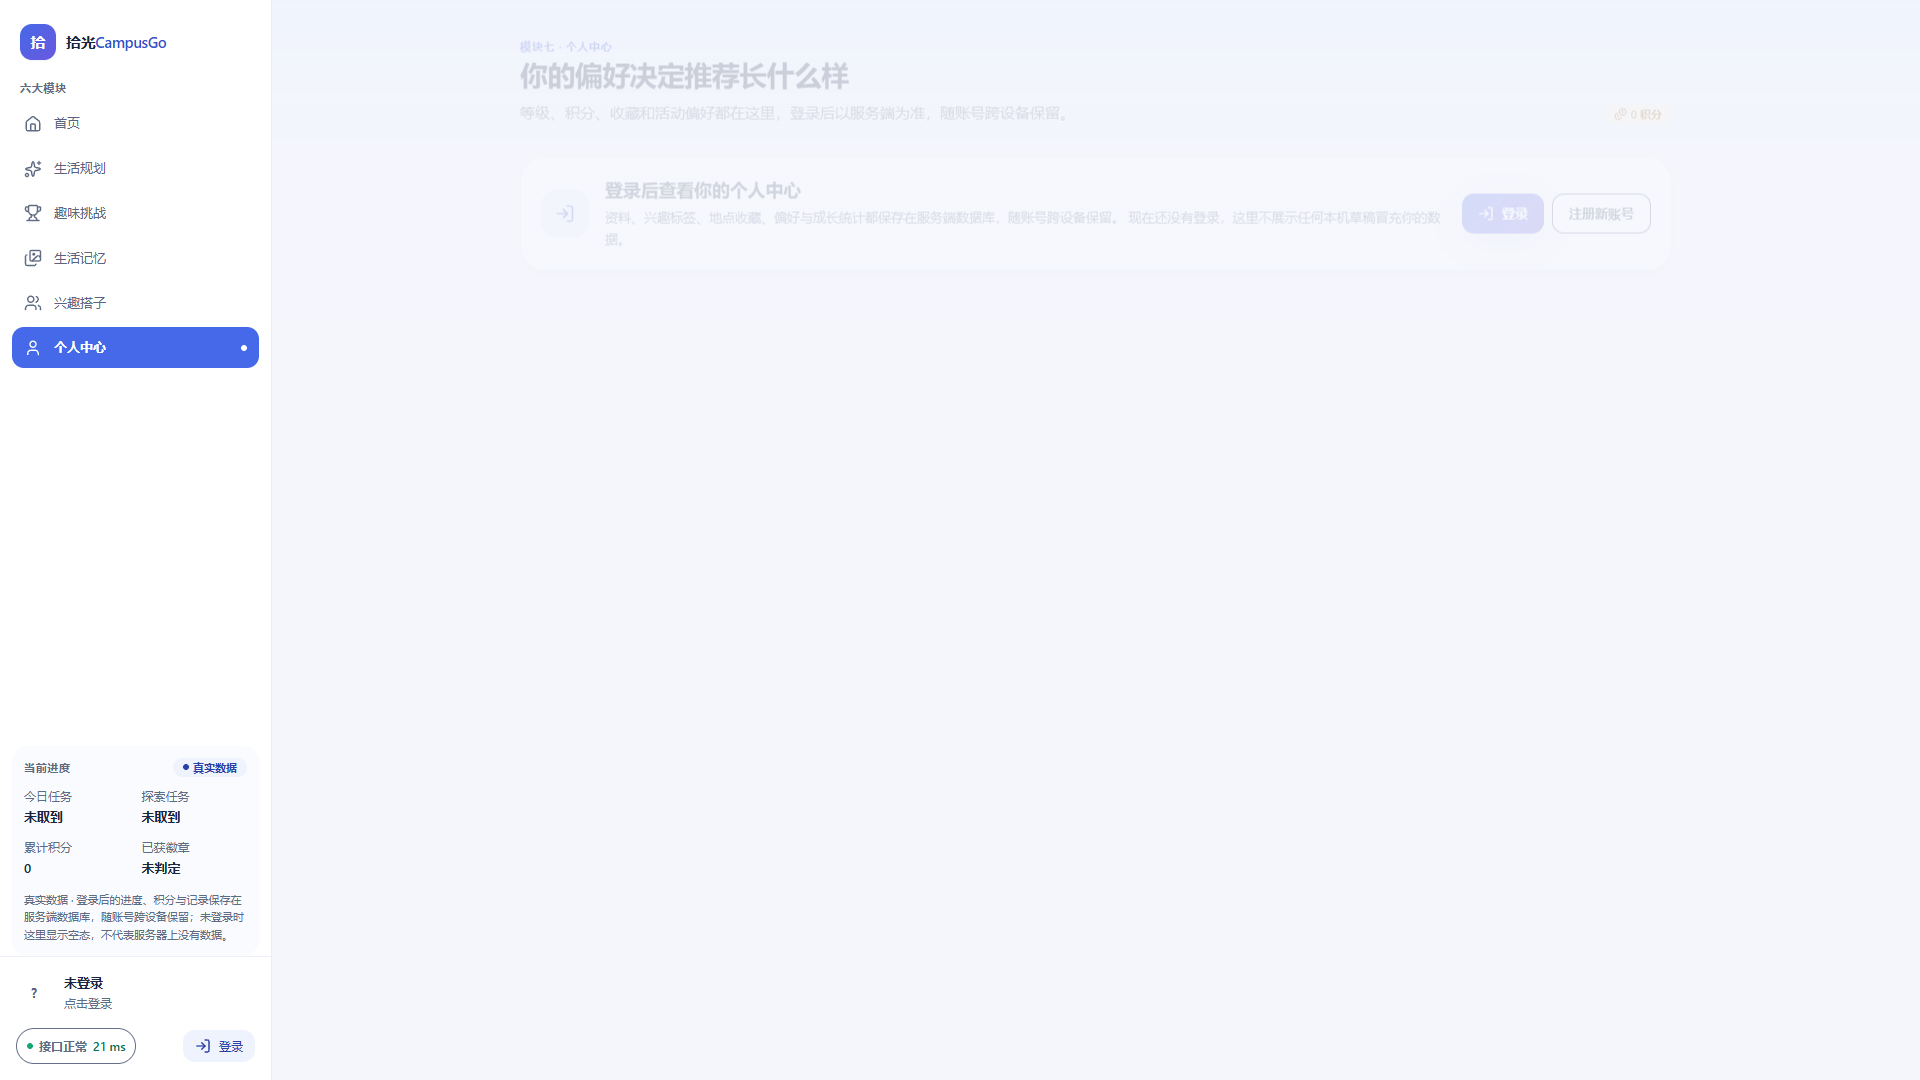 拾 拾光CampusGo
六大模块
首页
生活规划
趣味挑战
生活记忆
兴趣搭子
个人中心
当前进度 真实数据
今日任务 探索任务
未取到 未取到
累计积分 已获徽章
0 未判定
真实数据 · 登录后的进度、积分与记录保存在
服务端数据库，随账号跨设备保留；未登录时
这里显示空态，不代表服务器上没有数据。
? 未登录
点击登录
接口正常 21 ms 登录
模块七 · 个人中心
你的偏好决定推荐长什么样
等级、积分、收藏和活动偏好都在这里，登录后以服务端为准，随账号跨设备保留。
0 积分
登录后查看你的个人中心
资料、兴趣标签、地点收藏、偏好与成长统计都保存在服务端数据库，随账号跨设备保留。 现在还没有登录，这里不展示任何本机草稿冒充你的数
据。
登录 注册新账号